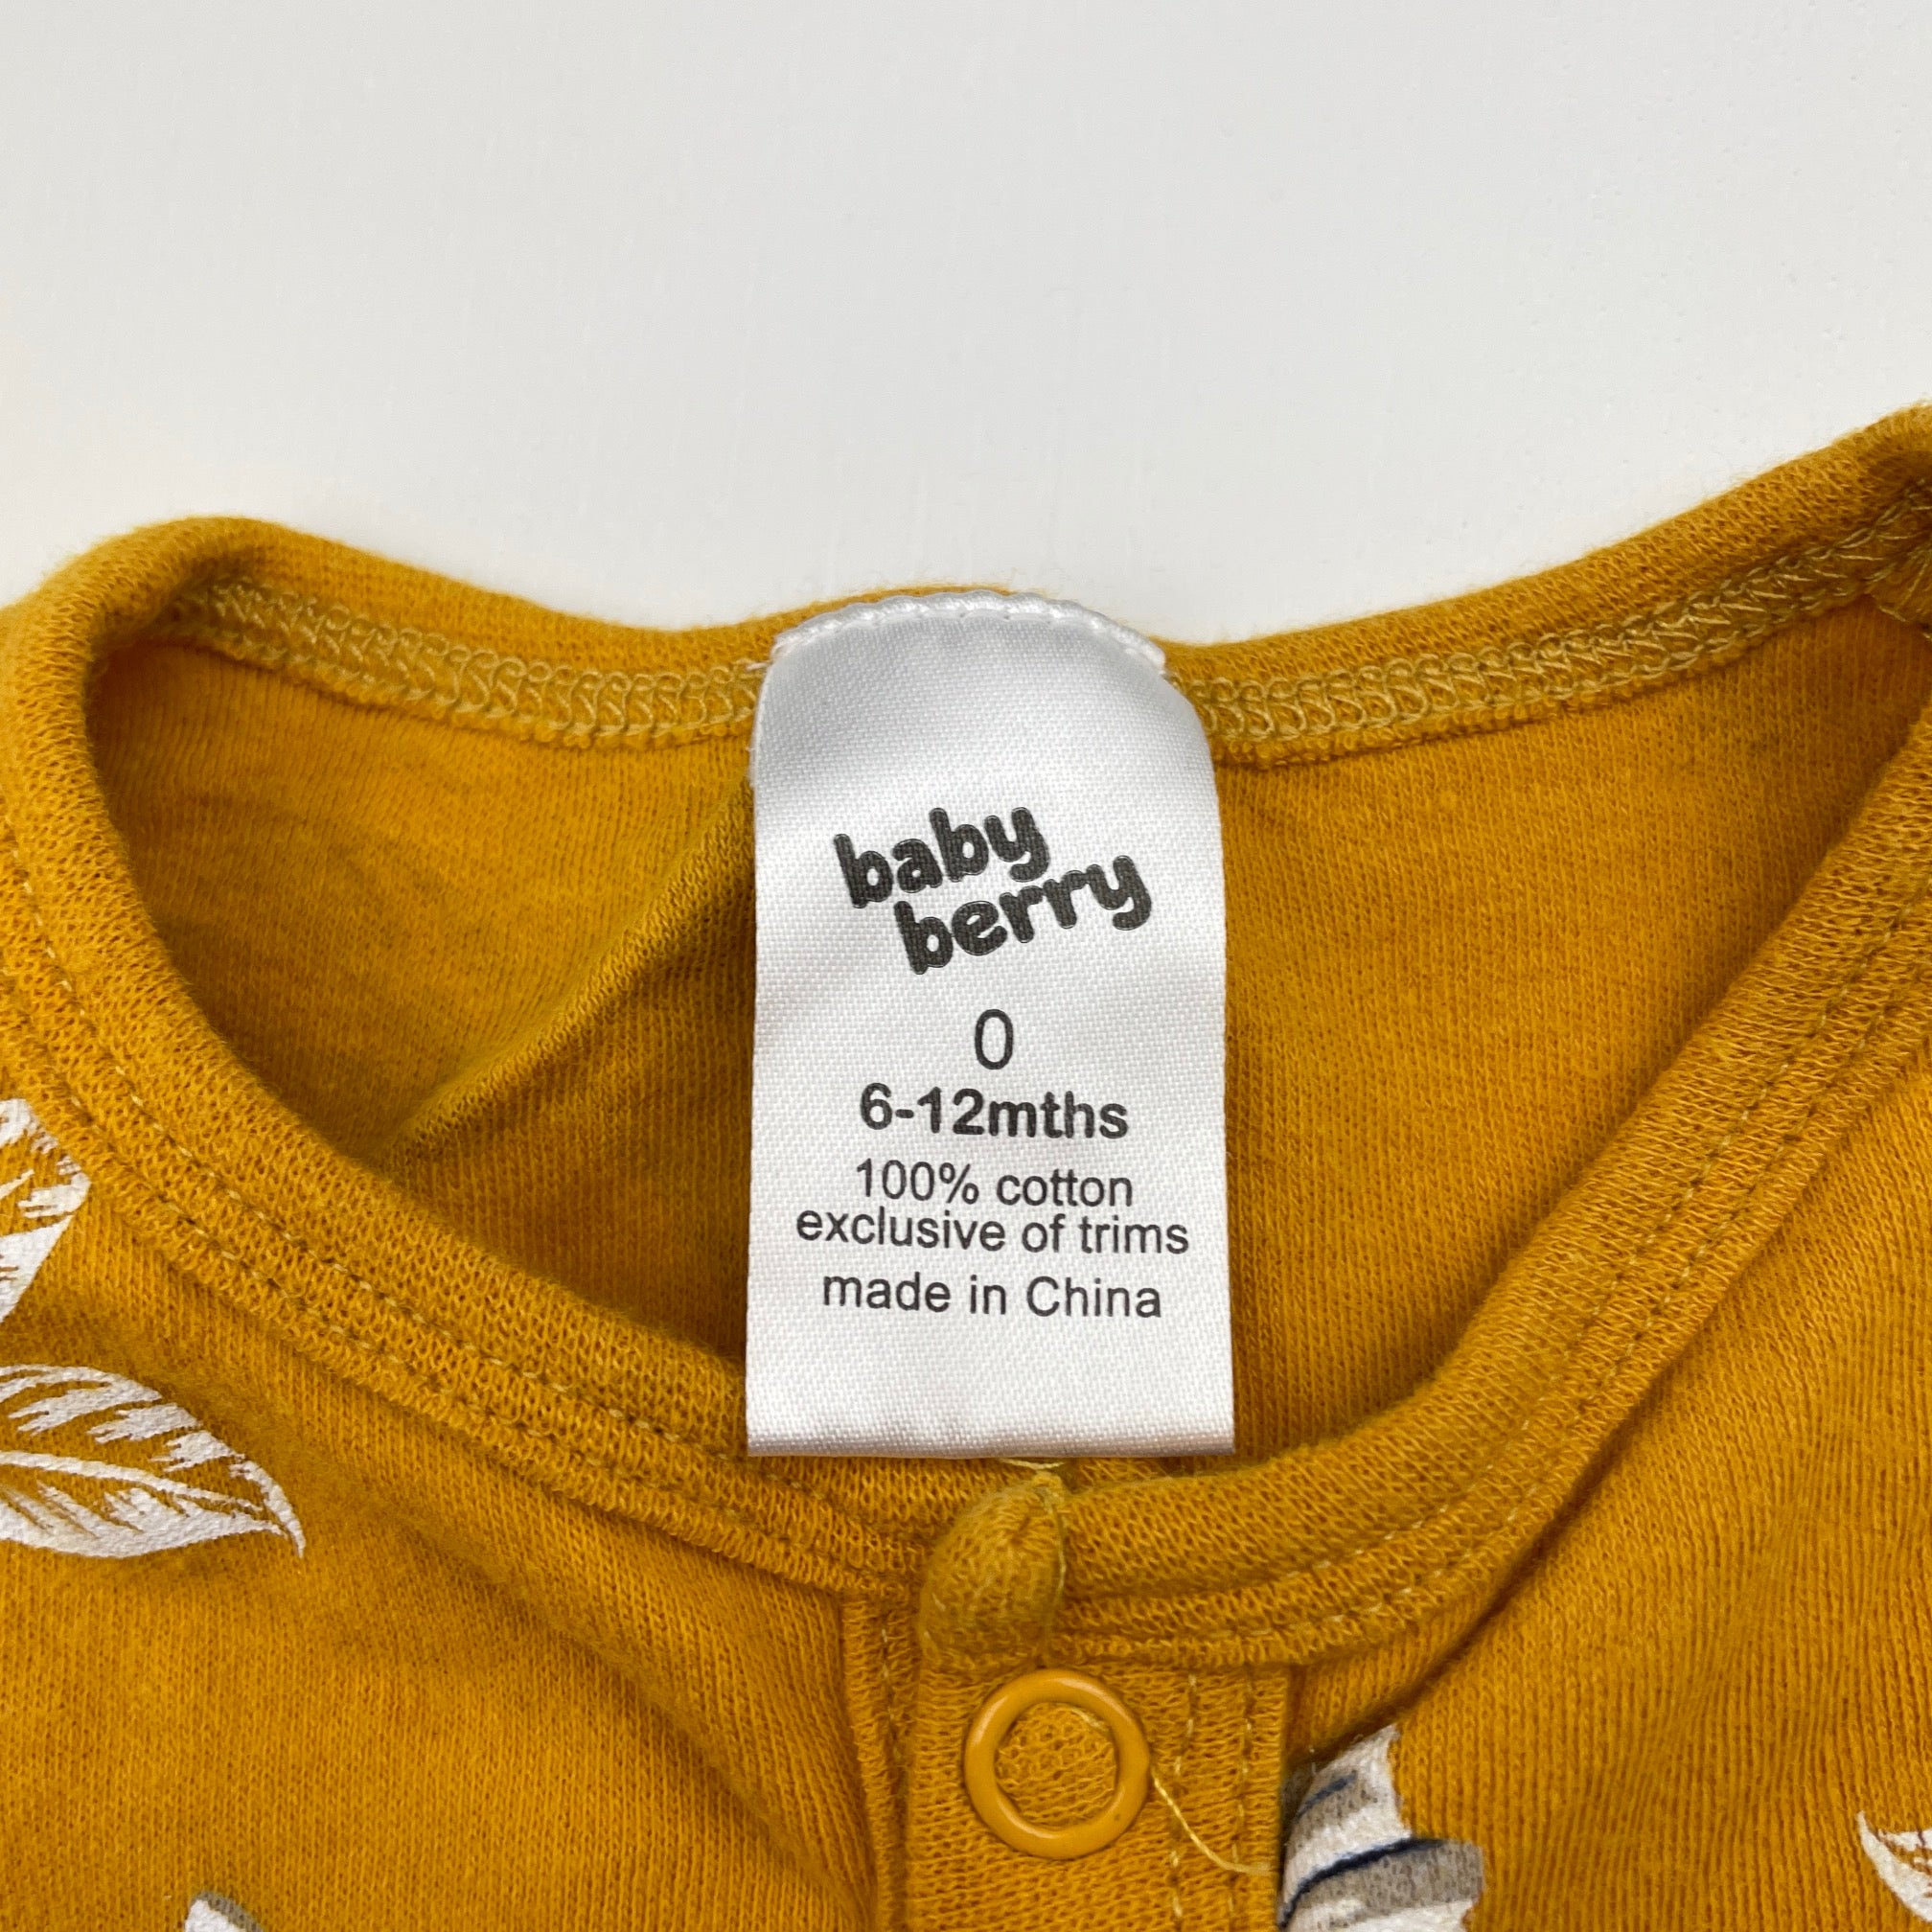 baby
berry
0
6-12mths
100% cotton
exclusive of trims
made in China